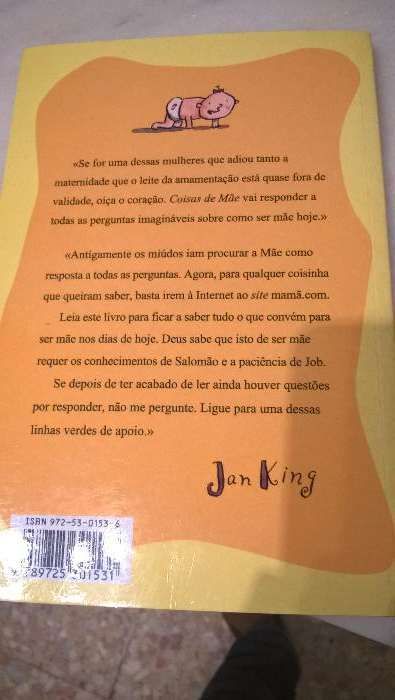 «Se for uma dessas mulheres que adiou tanto a
maternidade que o leite da amamentação está quase fora de
validade, oiça o coração. Coisas de Mãe vai responder a
todas as perguntas imagináveis sobre como ser mãe hoje.»
«Antigamente os miúdos iam procurar a Mãe como
resposta a todas as perguntas. Agora, para qualquer coisinha
que queiram saber, basta irem à Internet ao site mamã.com.
Leia este livro para ficar a saber tudo o que convém para
ser mãe nos dias de hoje. Deus sabe que isto de ser mãe
requer os conhecimentos de Salomão e a paciência de Job.
Se depois de ter acabado de ler ainda houver questões
por responder, não me pergunte. Ligue para uma dessas
linhas verdes de apoio.»
Jan King
ISBN 972-53-0153-6